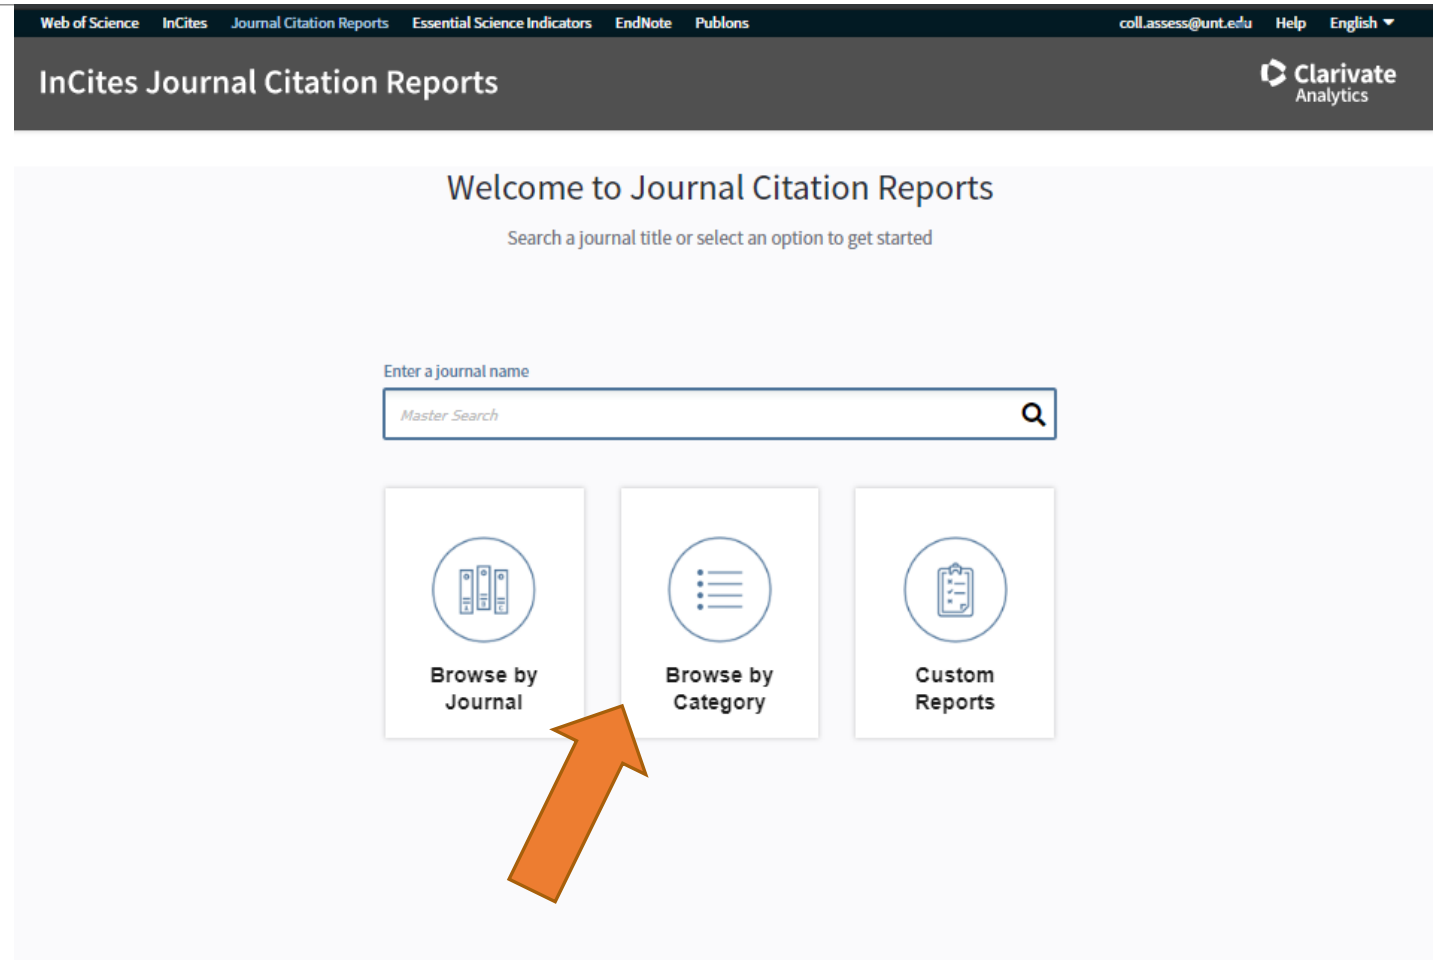 Web of Science InCites Journal Citation Reports Essential Science Indicators EndNote Publons coll.assess@unt.edu Help English
InCites Journal Citation Reports
Clarivate
Analytics
Welcome to Journal Citation Reports
Search a journal title or select an option to get started
Enter a journal name
Master Search
Browse by
Journal
Browse by
Category
Custom
Reports